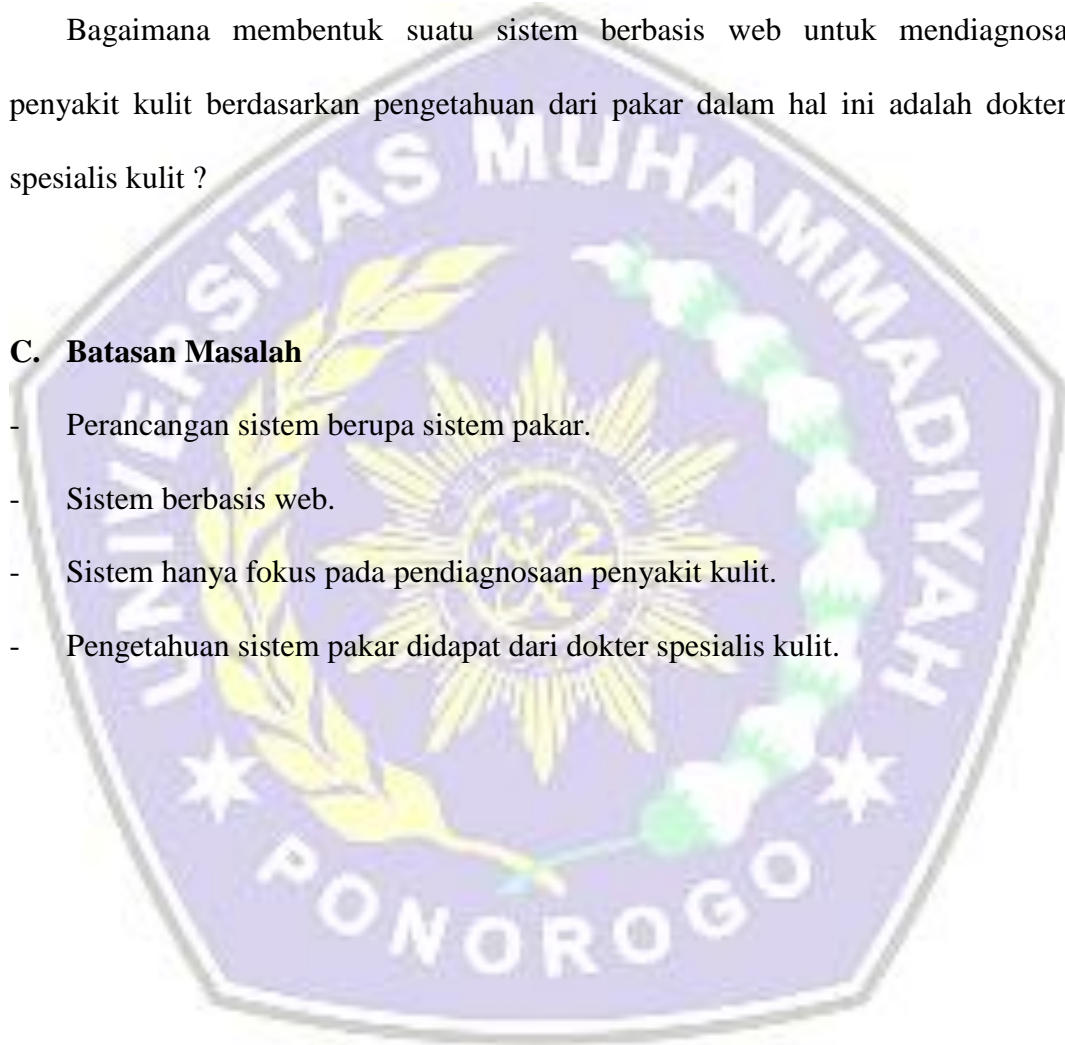 Bagaimana membentuk suatu sistem berbasis web untuk mendiagnosa
penyakit kulit berdasarkan pengetahuan dari pakar dalam hal ini adalah dokter
spesialis kulit ?
C. Batasan Masalah
- Perancangan sistem berupa sistem pakar.
- Sistem berbasis web.
- Sistem hanya fokus pada pendiagnosaan penyakit kulit.
- Pengetahuan sistem pakar didapat dari dokter spesialis kulit.
UNIVERSITAS MUHAMMADIYAH
PONOROGO